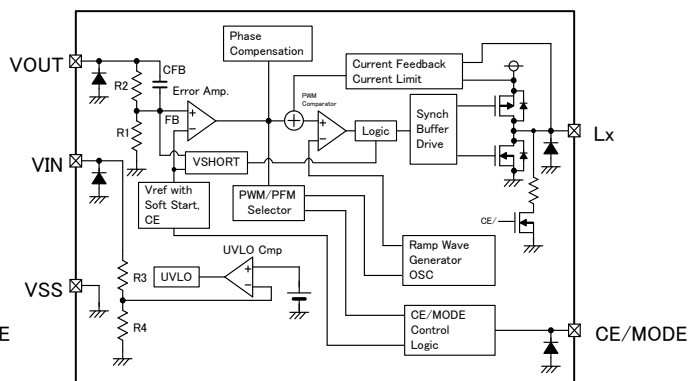 Phase
Compensation
Current Feedback
Current Limit
VOUT
CFB
R2
Error Amp.
PWM
Comparator
FB
R1
Logic
Synch
Buffer
Drive
Lx
VSHORT
VIN
Vref with
Soft Start,
CE
PWM/PFM
Selector
CE/
UVLO Cmp
Ramp Wave
Generator
OSC
R3
UVLO
VSS
R4
CE/MODE
Control
Logic
E
CE/MODE